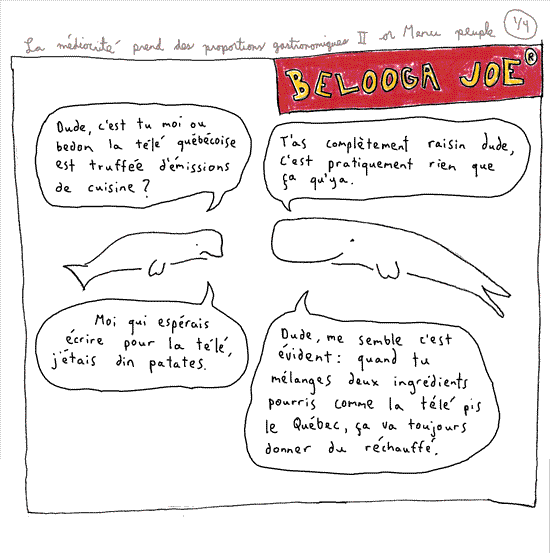 La médiocrité prend des proportions gastronomiques II or Menu peuple 1/4
BELOOGA JOE®
Dude, c'est tu moi ou
bedon la télé québécoise
est truffée d'émissions
de cuisine?
T'as complètement raisin dude,
c'est pratiquement rien que
ça qu'ya.
Moi qui espérais
écrire pour la télé,
j'étais din patates.
Dude, me semble c'est
évident: quand tu
mélanges deux ingrédients
pourris comme la télé pis
le Québec, ça va toujours
donner du réchauffé.